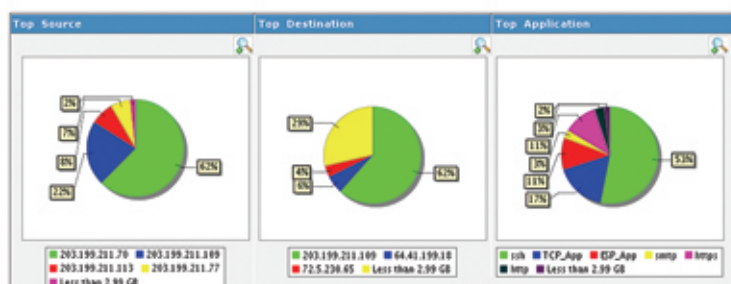 Top Source
Top Destination
Top Application
2%
7%
8%
22%
62%
29%
4%
6%
62%
2%
3%
11%
3%
11%
17%
53%
203.199.211.70 203.199.211.109
203.199.211.113 203.199.211.77
Less than 2.99 GB
203.199.211.109 64.41.199.18
72.5.230.65 Less than 2.99 GB
ssh TCP_App ESP_App smtp https
http Less than 2.99 GB